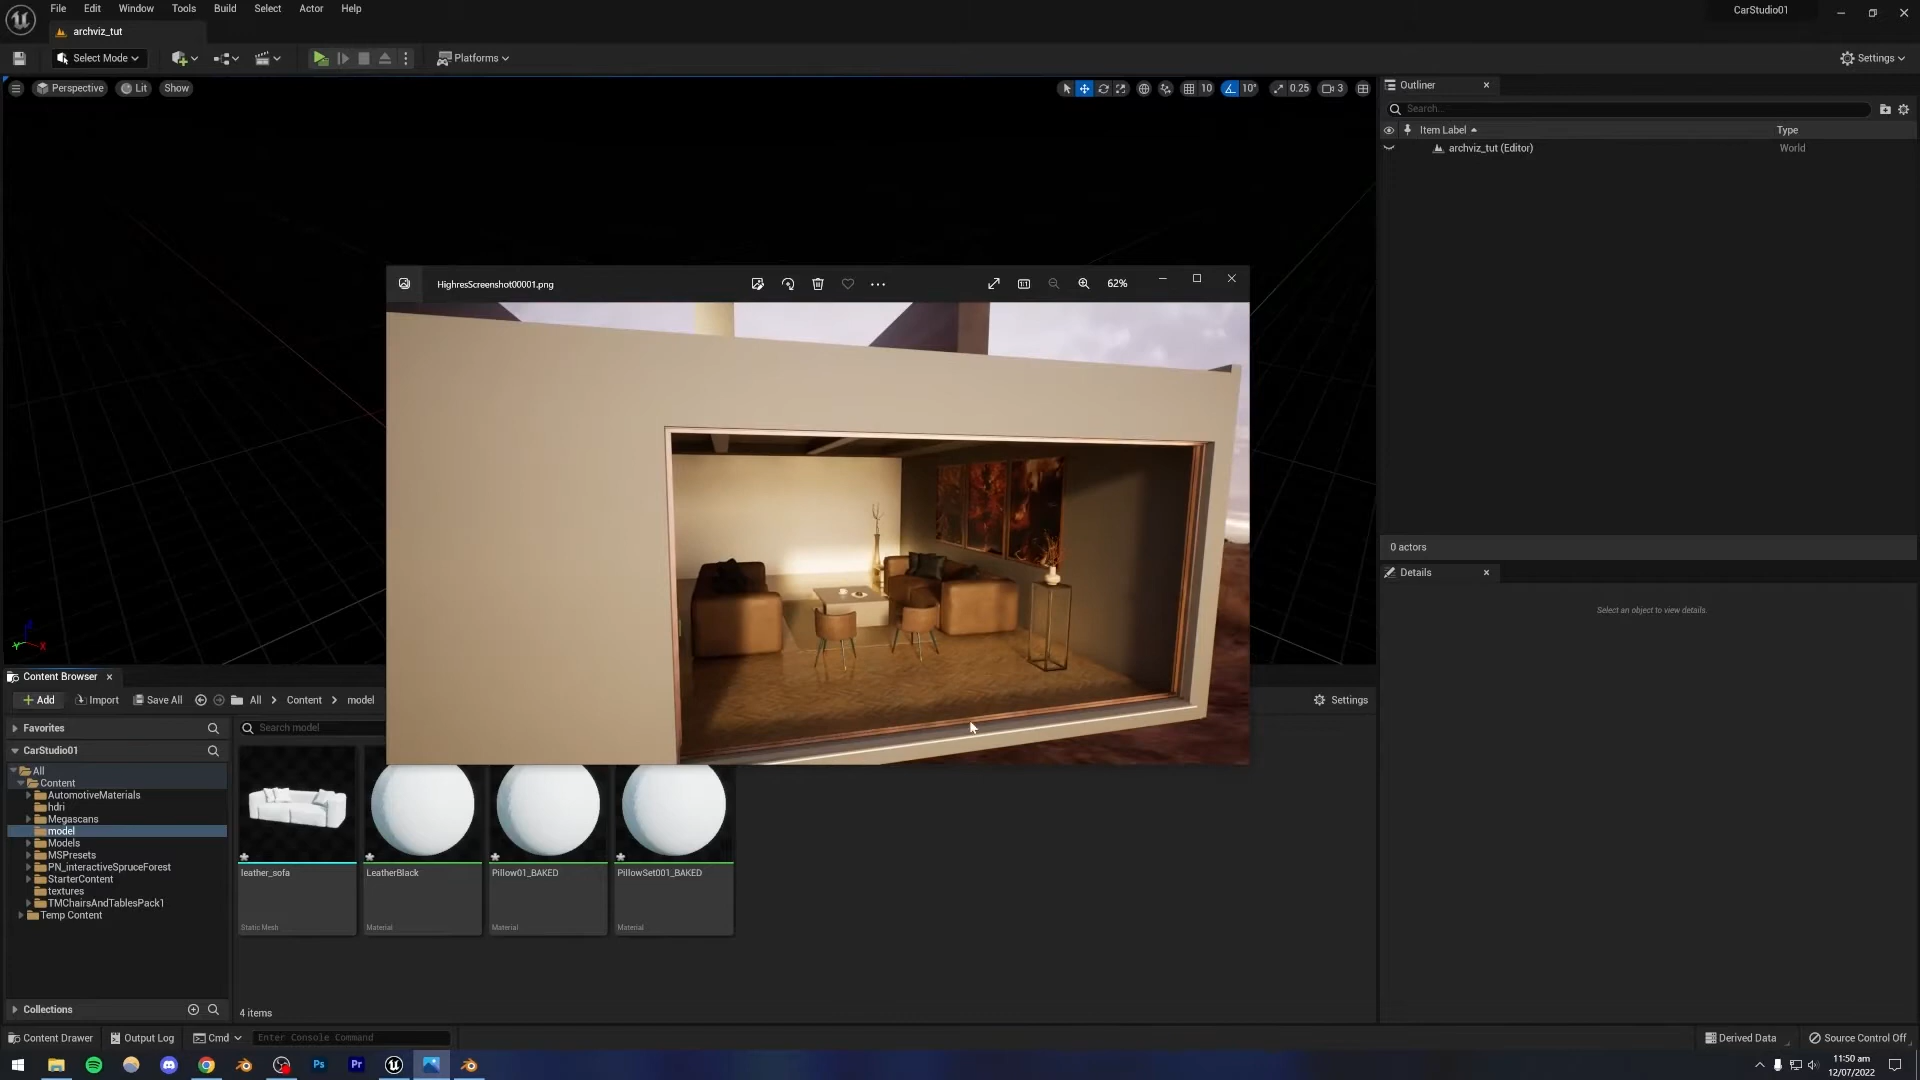 File Edit Window Tools Build Select Actor Help
CarStudio01
archviz_tut
Select Mode
Platforms
Settings
Perspective
Lit
Show
10
10°
0.25
3
Outliner
Search...
Item Label
Type
archviz_tut (Editor)
World
HighresScreenshot00001.png
62%
0 actors
Details
Select an object to view details.
Content Browser
Add
Import
Save All
All
Content
model
Settings
Favorites
Search model
CarStudio01
All
Content
AutomotiveMaterials
hdri
Megascans
model
Models
MSPresets
PN_interactiveSpruceForest
StarterContent
textures
TMChairsAndTablesPack1
Temp Content
leather_sofa
Static Mesh
LeatherBlack
Material
Pillow01_BAKED
Material
PillowSet001_BAKED
Material
Collections
4 items
Content Drawer
Output Log
Cmd
Enter Console Command
Derived Data
Source Control Off
Ps
Pr
11:50 am
12/07/2022